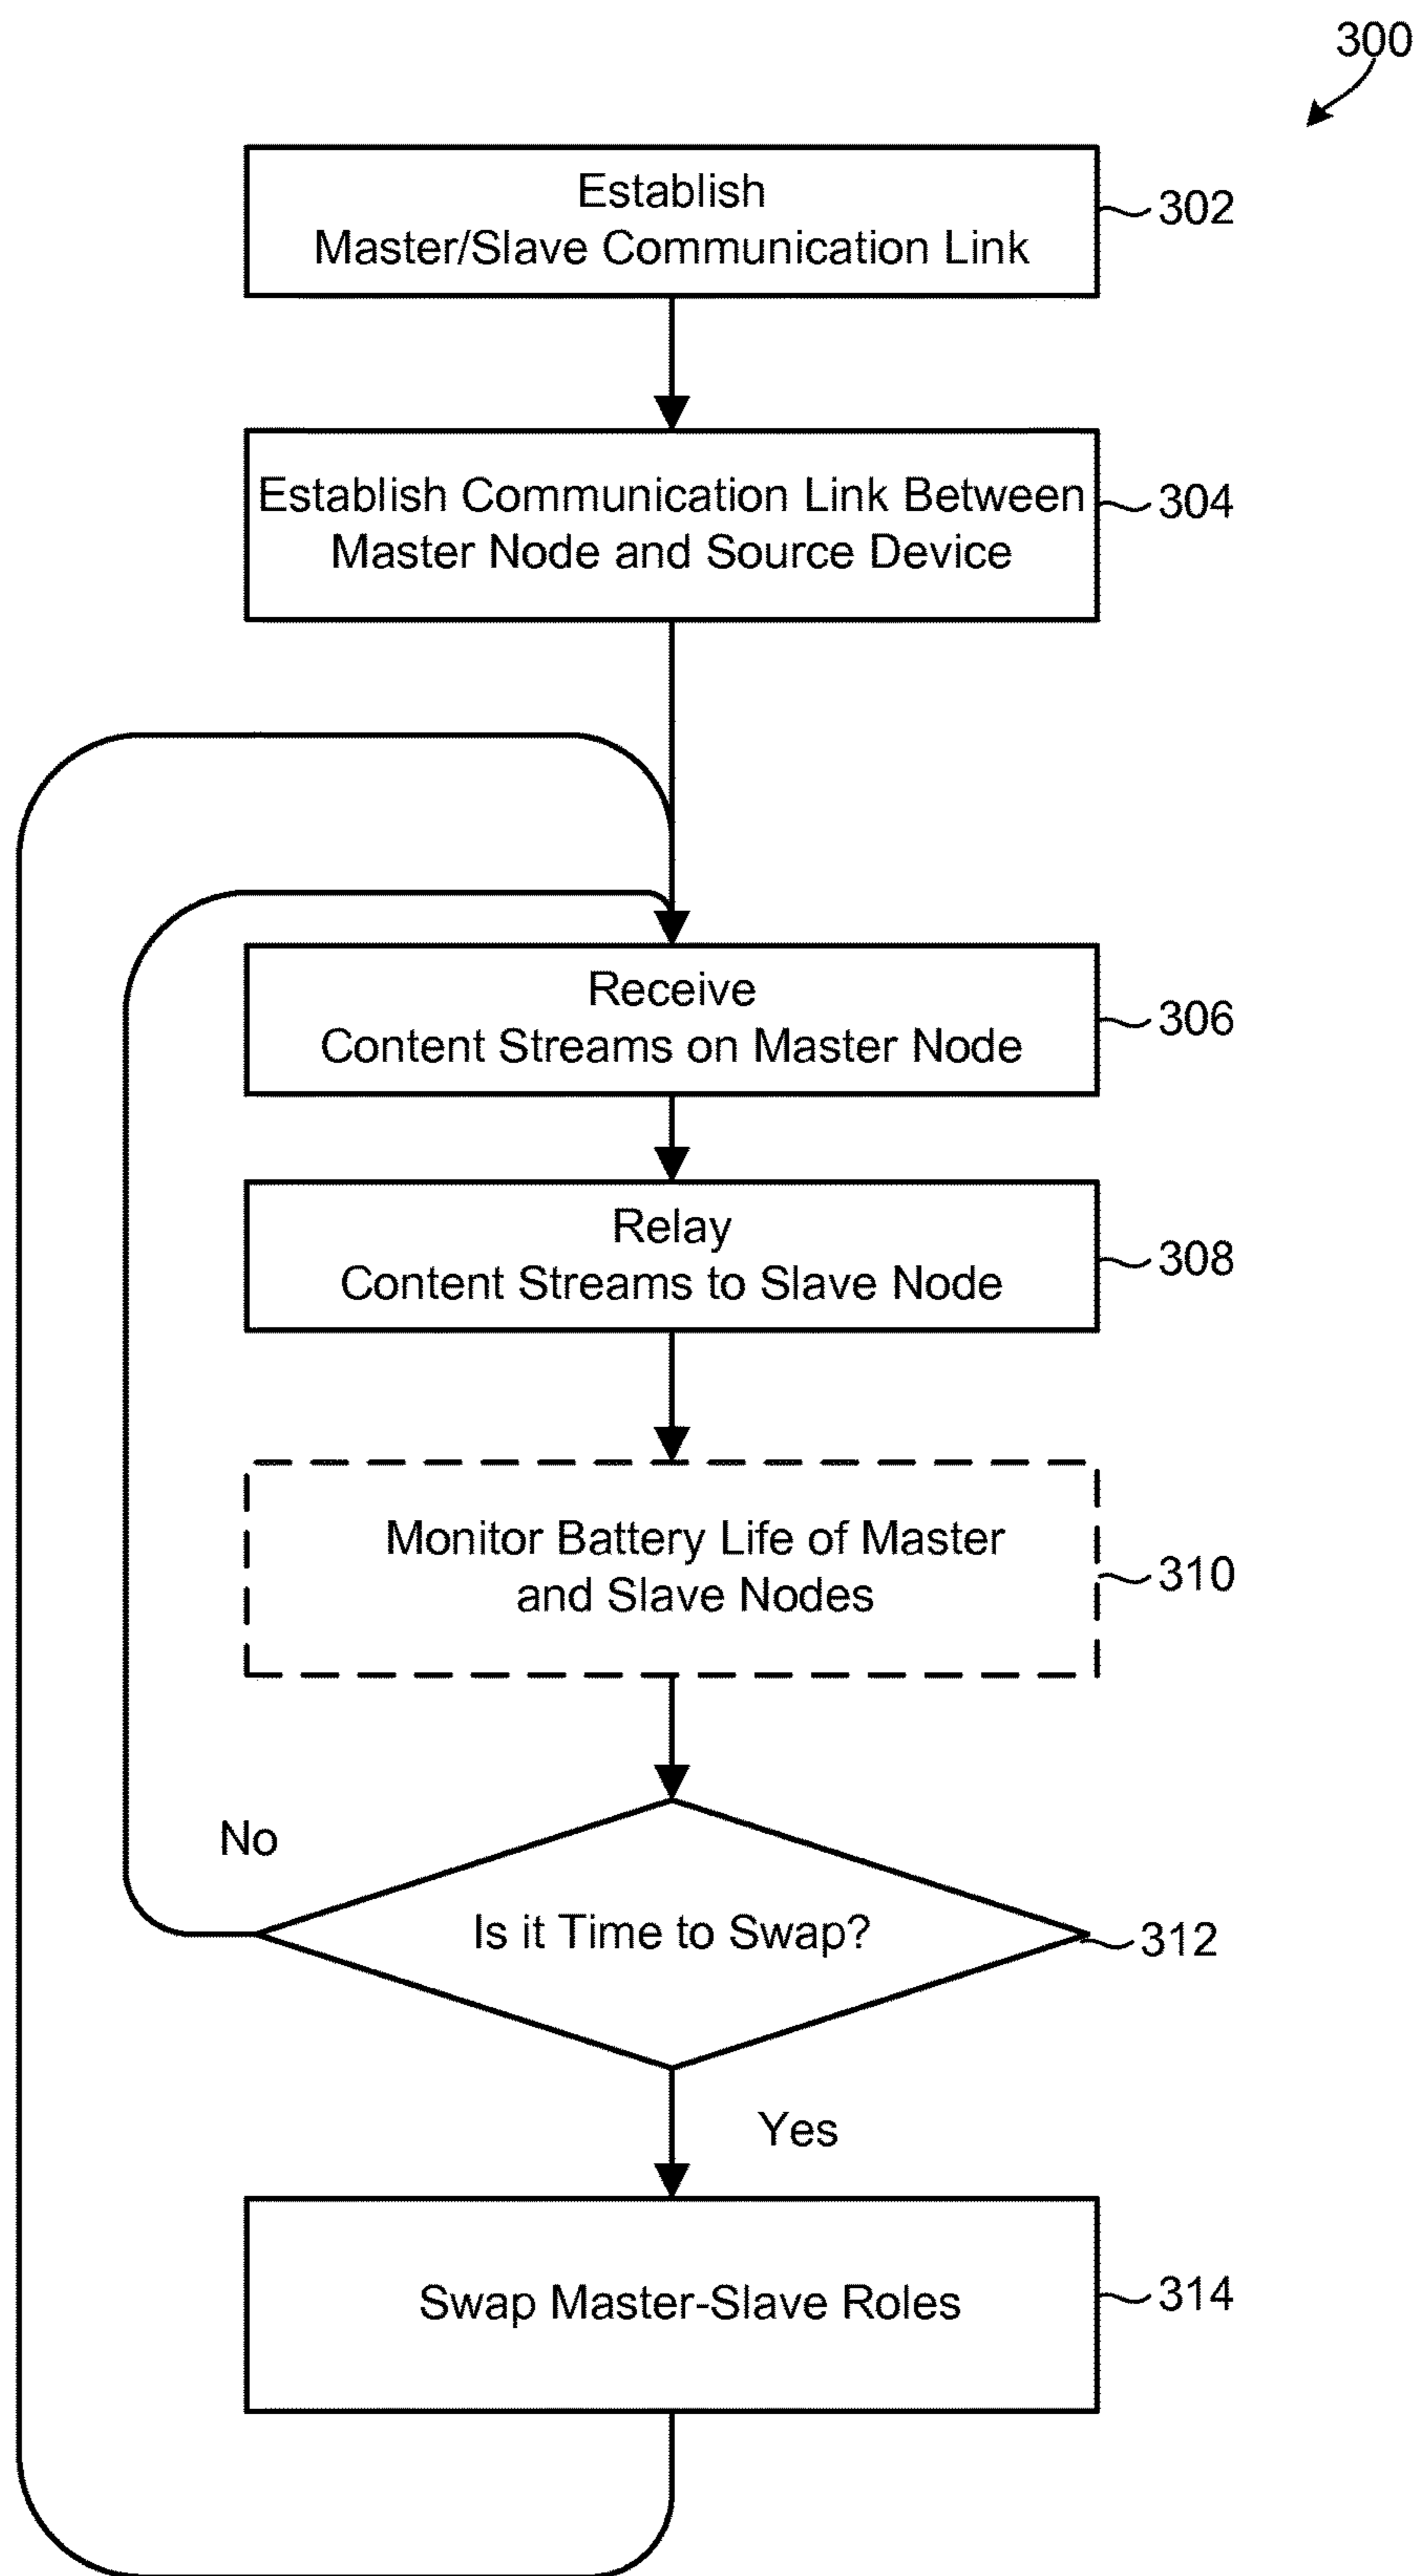 300
Establish
Master/Slave Communication Link
302
Establish Communication Link Between
Master Node and Source Device
304
Receive
Content Streams on Master Node
306
Relay
Content Streams to Slave Node
308
Monitor Battery Life of Master
and Slave Nodes
310
No
Is it Time to Swap?
312
Yes
Swap Master-Slave Roles
314